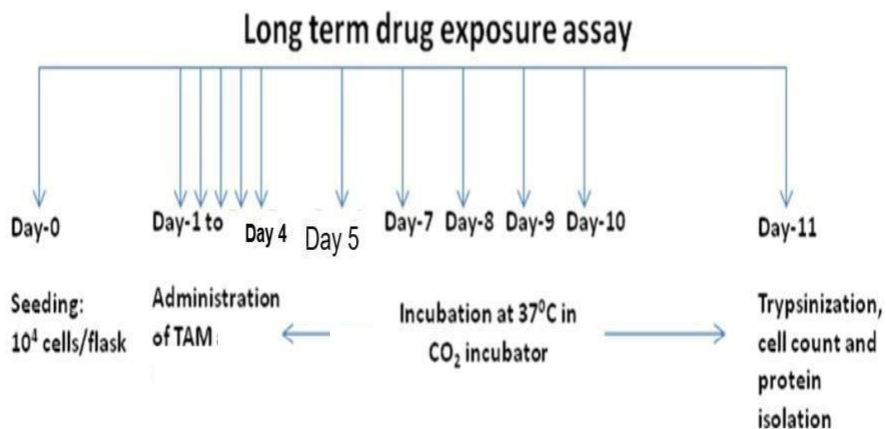 Long term drug exposure assay
Day-0
Day-1 to
Day 4
Day 5
Day-7
Day-8
Day-9
Day-10
Day-11
Seeding:
10⁴ cells/flask
Administration
of TAM
Incubation at 37⁰C in
CO₂ incubator
Trypsinization,
cell count and
protein
isolation